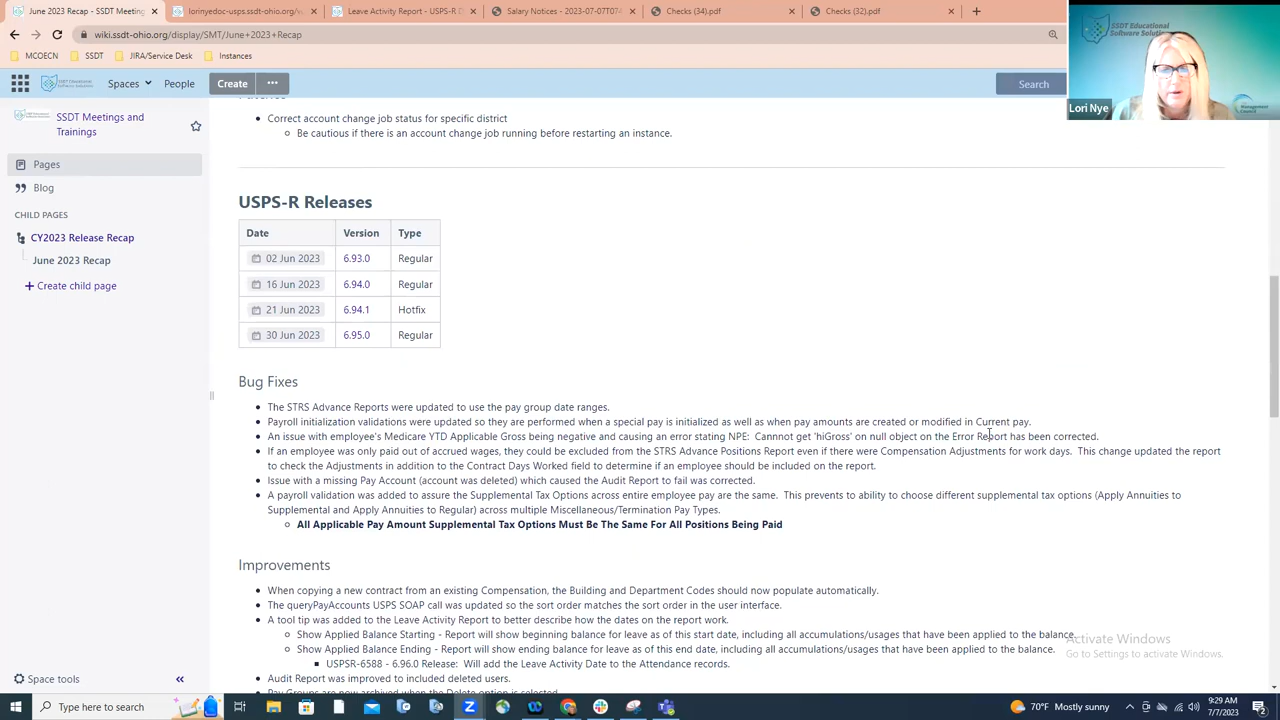 June 2023 Recap - SSDT Meeting
lorinyedoc-usps.ssdt-ohio.org/ex
Leave Activity Report - USPS-R D
Salary Notices - 2023-07-07T074
Checks (34).pdf
Checks (32).pdf
wiki.ssdt-ohio.org/display/SMT/June+2023+Recap
MCOECN SSDT JIRA/Service Desk Instances
SSDT Educational
Software Solutions
Lori Nye
Management
Council
Spaces People Create ••• Search
SSDT Meetings and
Trainings
Pages
Blog
CHILD PAGES
CY2023 Release Recap
June 2023 Recap
+ Create child page
Space tools
Correct account change job status for specific district
Be cautious if there is an account change job running before restarting an instance.
USPS-R Releases
Date Version Type
02 Jun 2023 6.93.0 Regular
16 Jun 2023 6.94.0 Regular
21 Jun 2023 6.94.1 Hotfix
30 Jun 2023 6.95.0 Regular
Bug Fixes
The STRS Advance Reports were updated to use the pay group date ranges.
Payroll initialization validations were updated so they are performed when a special pay is initialized as well as when pay amounts are created or modified in Current pay.
An issue with employee's Medicare YTD Applicable Gross being negative and causing an error stating NPE: Cannnot get 'hiGross' on null object on the Error Report has been corrected.
If an employee was only paid out of accrued wages, they could be excluded from the STRS Advance Positions Report even if there were Compensation Adjustments for work days. This change updated the report
to check the Adjustments in addition to the Contract Days Worked field to determine if an employee should be included on the report.
Issue with a missing Pay Account (account was deleted) which caused the Audit Report to fail was corrected.
A payroll validation was added to assure the Supplemental Tax Options across entire employee pay are the same. This prevents to ability to choose different supplemental tax options (Apply Annuities to
Supplemental and Apply Annuities to Regular) across multiple Miscellaneous/Termination Pay Types.
All Applicable Pay Amount Supplemental Tax Options Must Be The Same For All Positions Being Paid
Improvements
When copying a new contract from an existing Compensation, the Building and Department Codes should now populate automatically.
The queryPayAccounts USPS SOAP call was updated so the sort order matches the sort order in the user interface.
A tool tip was added to the Leave Activity Report to better describe how the dates on the report work.
Show Applied Balance Starting - Report will show beginning balance for leave as of this start date, including all accumulations/usages that have been applied to the balance.
Show Applied Balance Ending - Report will show ending balance for leave as of this end date, including all accumulations/usages that have been applied to the balance.
USPSR-6588 - 6.96.0 Release: Will add the Leave Activity Date to the Attendance records.
Audit Report was improved to included deleted users.
Pay Groups are now archived when the Delete option is selected.
Activate Windows
Go to Settings to activate Windows.
Type here to search
70°F Mostly sunny
9:29 AM
7/7/2023